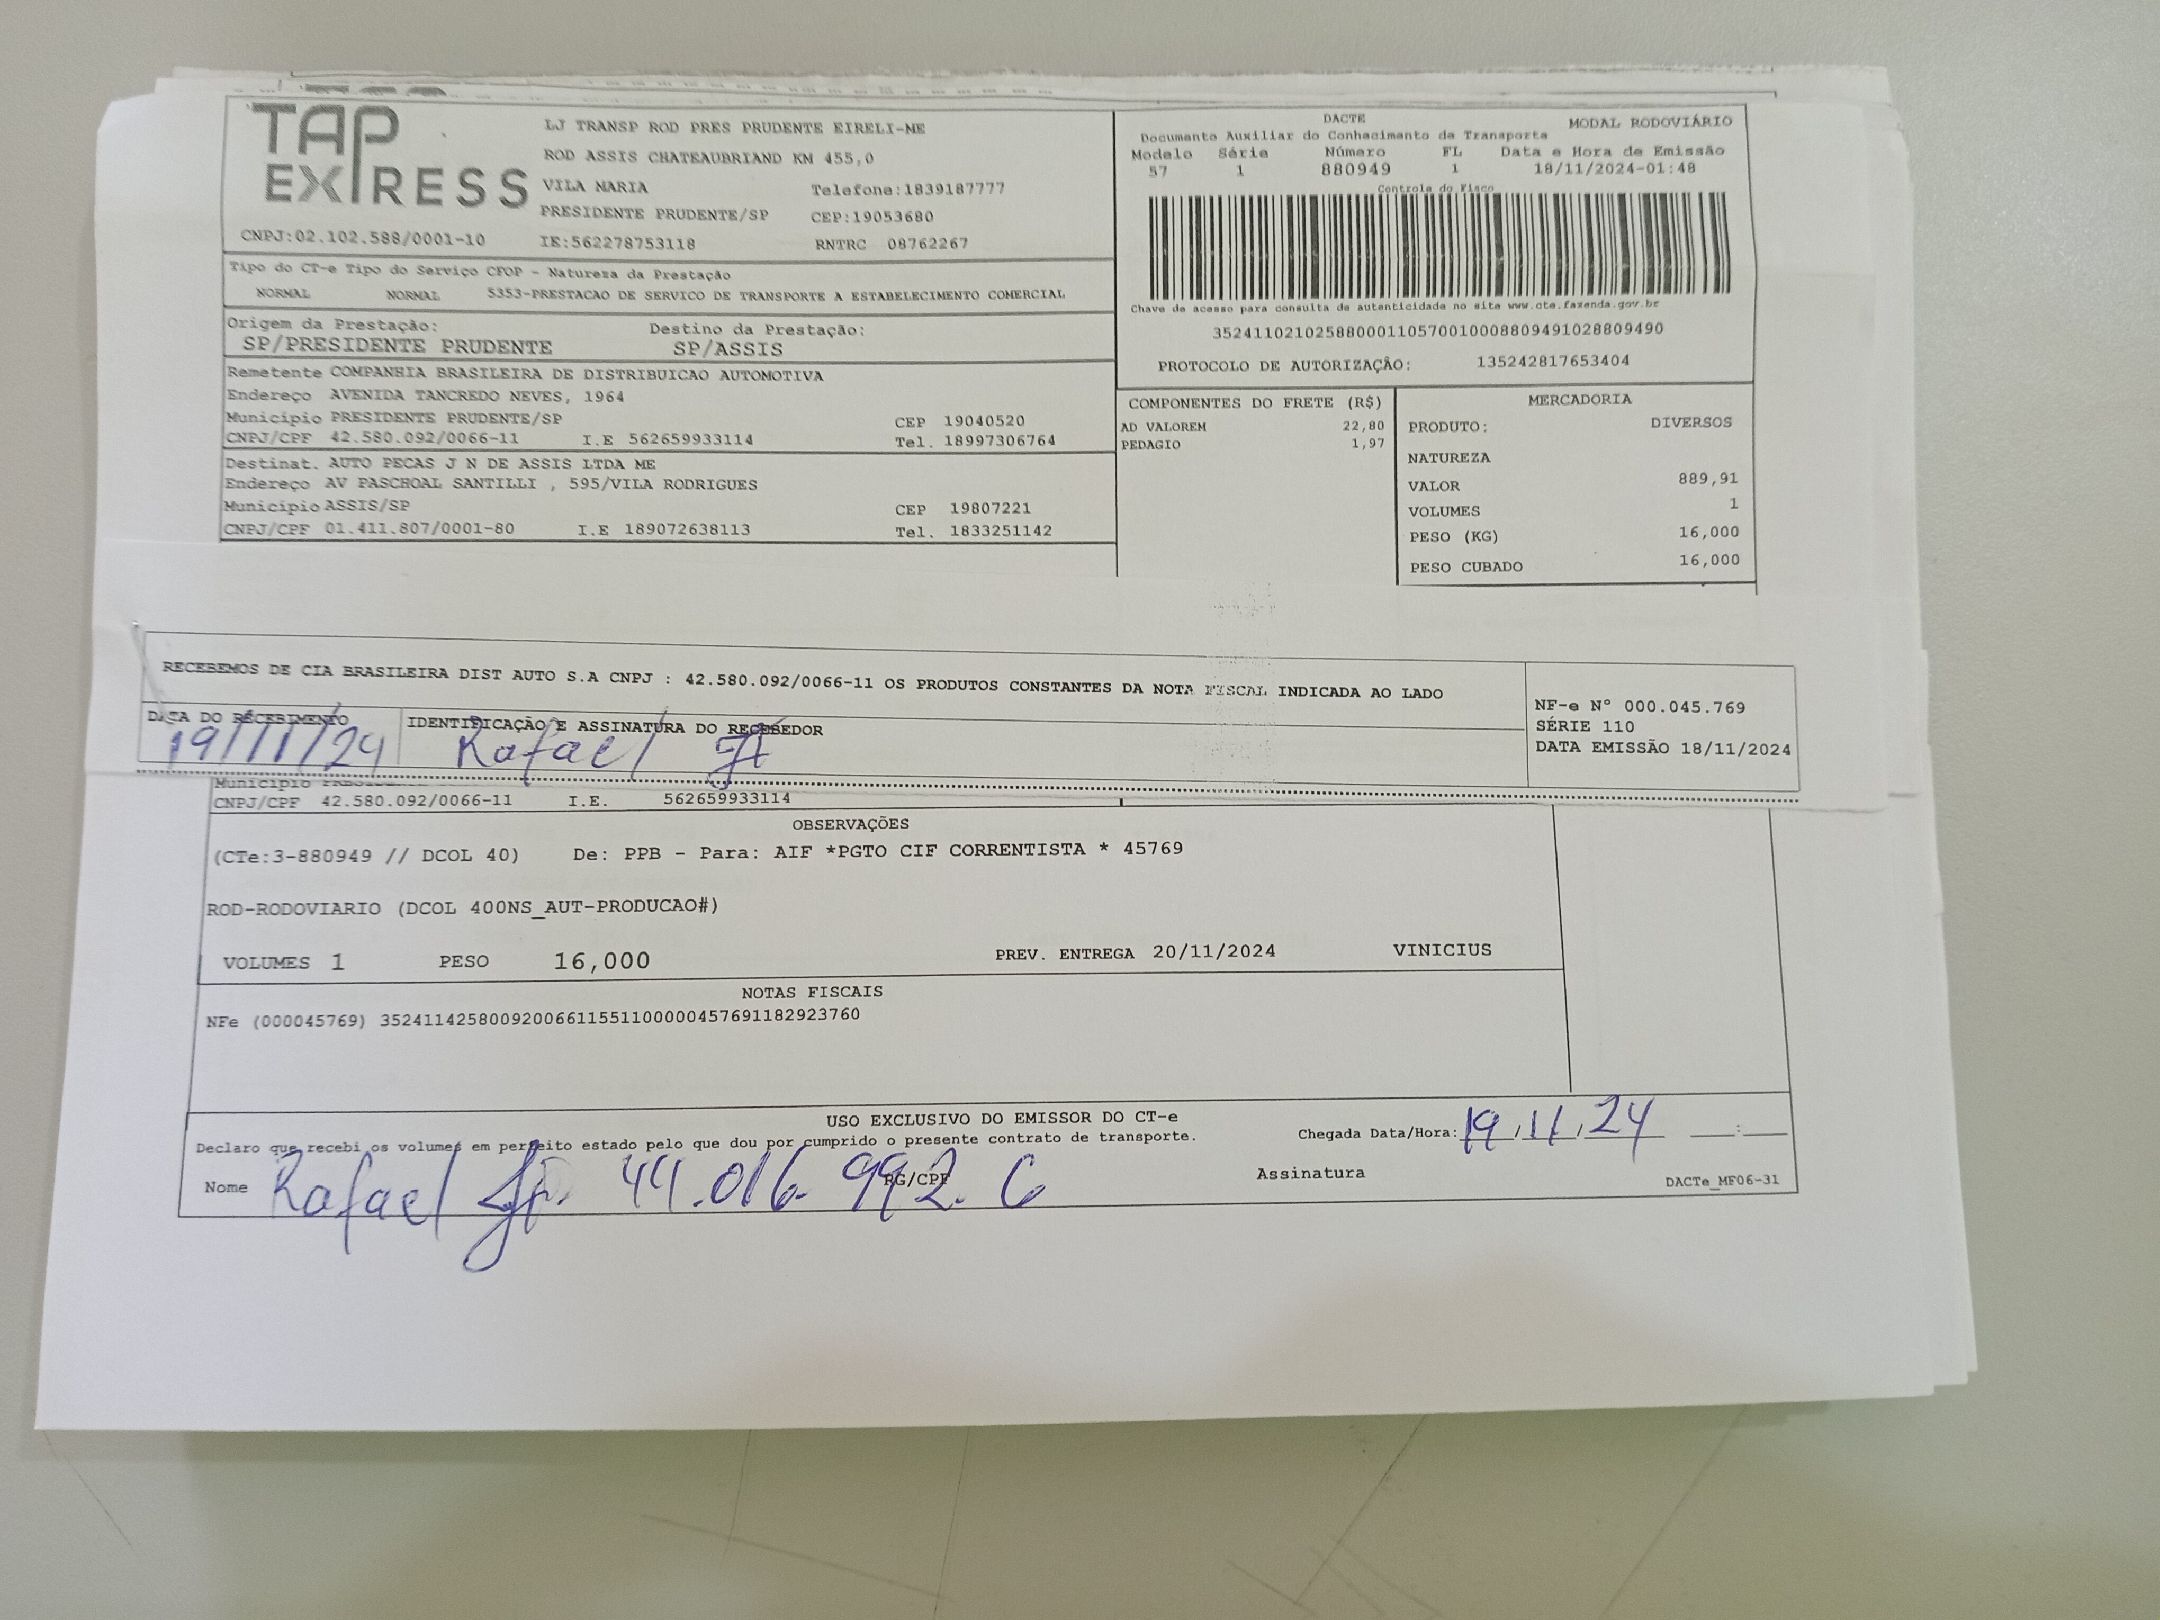 TAP
EXPRESS
LJ TRANSP ROD PRES PRUDENTE EIRELI-ME
ROD ASSIS CHATEAUBRIAND KM 455,0
VILA MARIA Telefone:1839187777
PRESIDENTE PRUDENTE/SP CEP:19053680
CNPJ:02.102.588/0001-10 IE:562278753118 RNTRC 08762267
DACTE MODAL RODOVIÁRIO
Documento Auxiliar do Conhecimento de Transporte
Modelo Série Número FL Data e Hora de Emissão
57 1 880949 1 18/11/2024-01:48
Controle do Fisco
Chave de acesso para consulta de autenticidade no site www.cte.fazenda.gov.br
35241102102588000110570010008809491028809490
PROTOCOLO DE AUTORIZAÇÃO: 135242817653404
Tipo do CT-e Tipo do Serviço CFOP - Natureza da Prestação
NORMAL NORMAL 5353-PRESTACAO DE SERVICO DE TRANSPORTE A ESTABELECIMENTO COMERCIAL
Origem da Prestação: Destino da Prestação:
SP/PRESIDENTE PRUDENTE SP/ASSIS
Remetente COMPANHIA BRASILEIRA DE DISTRIBUICAO AUTOMOTIVA
Endereço AVENIDA TANCREDO NEVES, 1964
Município PRESIDENTE PRUDENTE/SP CEP 19040520
CNPJ/CPF 42.580.092/0066-11 I.E 562659933114 Tel. 18997306764
Destinat. AUTO PECAS J N DE ASSIS LTDA ME
Endereço AV PASCHOAL SANTILLI , 595/VILA RODRIGUES
Município ASSIS/SP CEP 19807221
CNPJ/CPF 01.411.807/0001-80 I.E 189072638113 Tel. 1833251142
COMPONENTES DO FRETE (R$)
AD VALOREM 22,80
PEDAGIO 1,97
MERCADORIA
PRODUTO: DIVERSOS
NATUREZA
VALOR 889,91
VOLUMES 1
PESO (KG) 16,000
PESO CUBADO 16,000
RECEBEMOS DE CIA BRASILEIRA DIST AUTO S.A CNPJ : 42.580.092/0066-11 OS PRODUTOS CONSTANTES DA NOTA FISCAL INDICADA AO LADO
DATA DO RECEBIMENTO IDENTIFICAÇÃO E ASSINATURA DO RECEBEDOR
19/11/24 Rafael
NF-e Nº 000.045.769
SÉRIE 110
DATA EMISSÃO 18/11/2024
Município
CNPJ/CPF 42.580.092/0066-11 I.E. 562659933114
OBSERVAÇÕES
(CTe:3-880949 // DCOL 40) De: PPB - Para: AIF *PGTO CIF CORRENTISTA * 45769
ROD-RODOVIARIO (DCOL 400NS_AUT-PRODUCAO#)
VOLUMES 1 PESO 16,000 PREV. ENTREGA 20/11/2024 VINICIUS
NOTAS FISCAIS
NFe (000045769) 35241142580092006611551100000457691182923760
USO EXCLUSIVO DO EMISSOR DO CT-e
Declaro que recebi os volumes em perfeito estado pelo que dou por cumprido o presente contrato de transporte.
Chegada Data/Hora: 19/11/24 __:__
Nome Rafael 44.016.992.6 RG/CPF Assinatura
DACTe_MF06-31